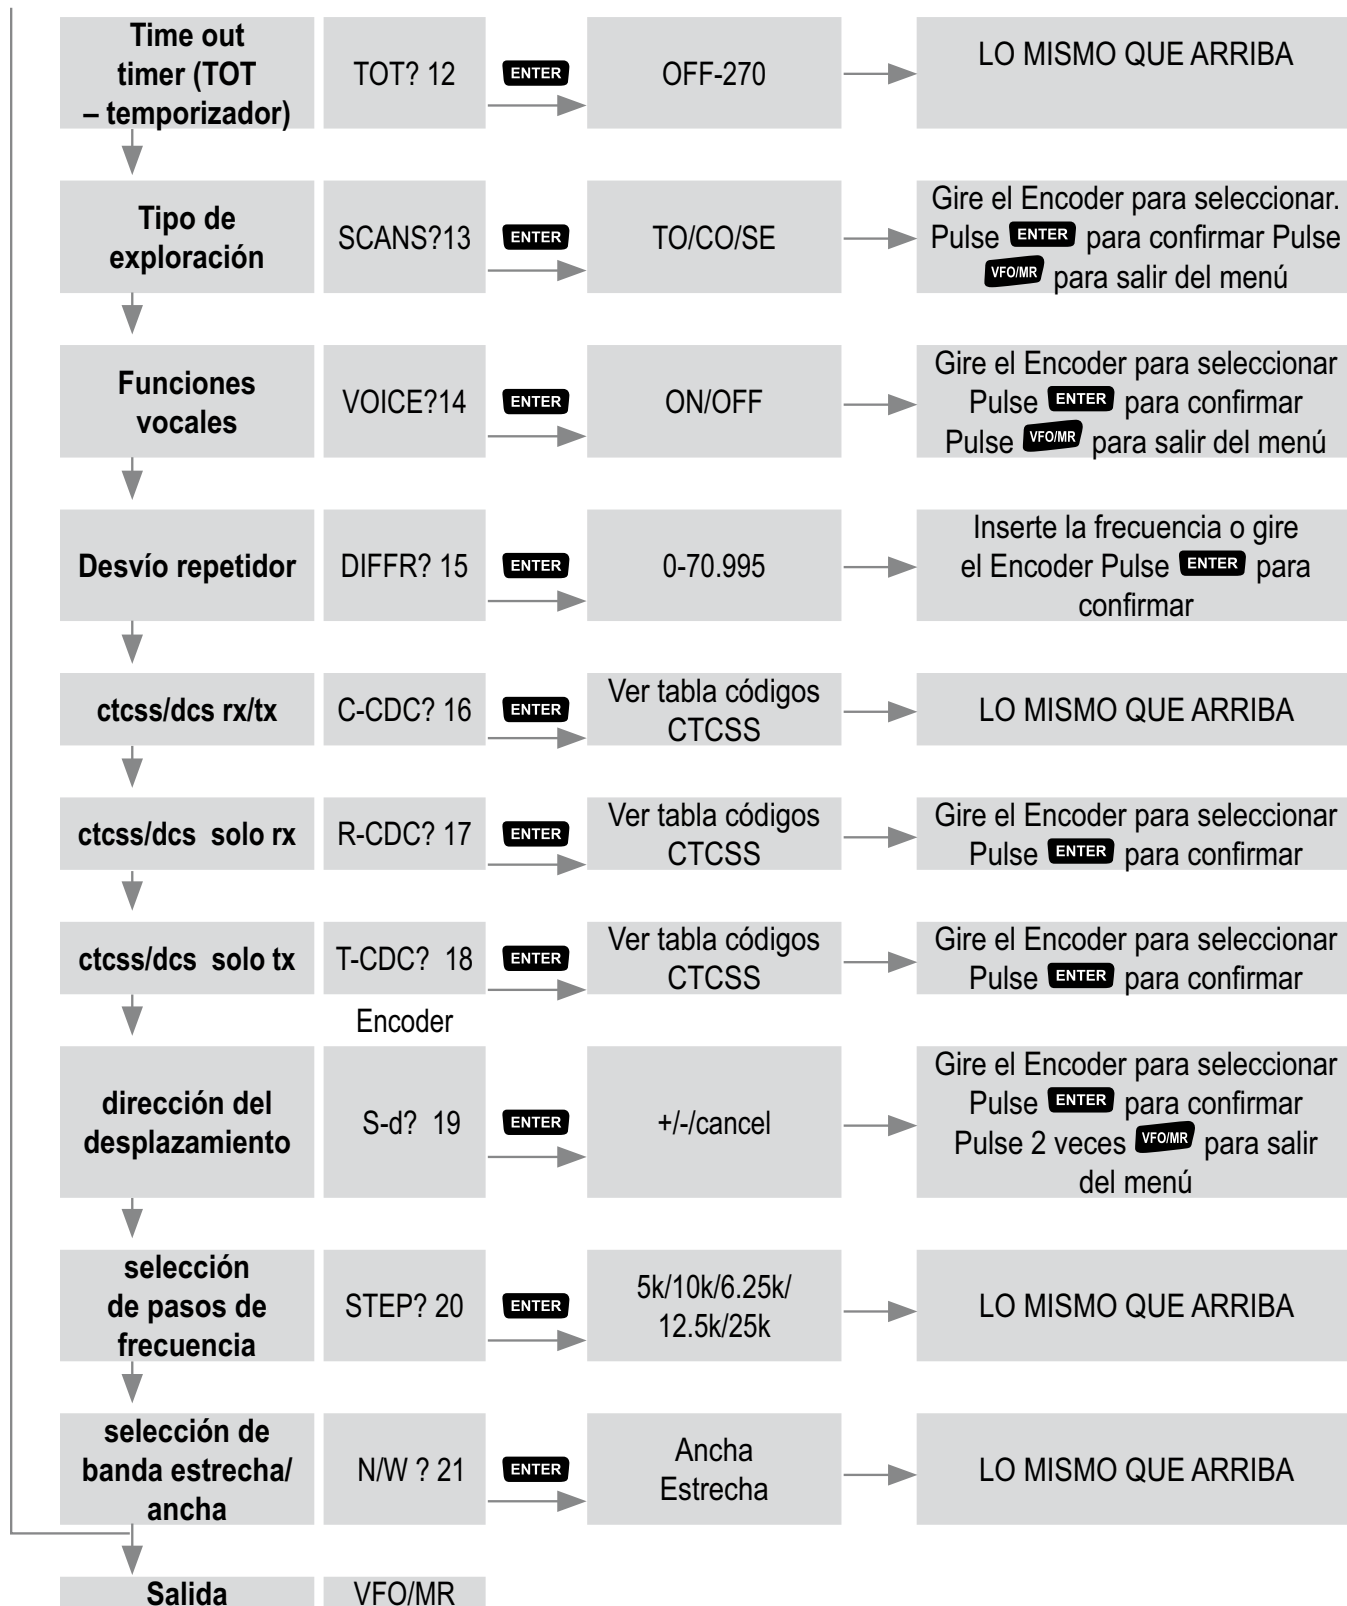 Time out
timer (TOT
– temporizador)
TOT? 12
ENTER
OFF-270
LO MISMO QUE ARRIBA
Tipo de
exploración
SCANS?13
ENTER
TO/CO/SE
Gire el Encoder para seleccionar.
Pulse ENTER para confirmar Pulse
VFO/MR para salir del menú
Funciones
vocales
VOICE?14
ENTER
ON/OFF
Gire el Encoder para seleccionar
Pulse ENTER para confirmar
Pulse VFO/MR para salir del menú
Desvío repetidor
DIFFR? 15
ENTER
0-70.995
Inserte la frecuencia o gire
el Encoder Pulse ENTER para
confirmar
ctcss/dcs rx/tx
C-CDC? 16
ENTER
Ver tabla códigos
CTCSS
LO MISMO QUE ARRIBA
ctcss/dcs solo rx
R-CDC? 17
ENTER
Ver tabla códigos
CTCSS
Gire el Encoder para seleccionar
Pulse ENTER para confirmar
ctcss/dcs solo tx
T-CDC? 18
ENTER
Ver tabla códigos
CTCSS
Gire el Encoder para seleccionar
Pulse ENTER para confirmar
Encoder
dirección del
desplazamiento
S-d? 19
ENTER
+/-/cancel
Gire el Encoder para seleccionar
Pulse ENTER para confirmar
Pulse 2 veces VFO/MR para salir
del menú
selección
de pasos de
frecuencia
STEP? 20
ENTER
5k/10k/6.25k/
12.5k/25k
LO MISMO QUE ARRIBA
selección de
banda estrecha/
ancha
N/W ? 21
ENTER
Ancha
Estrecha
LO MISMO QUE ARRIBA
Salida
VFO/MR